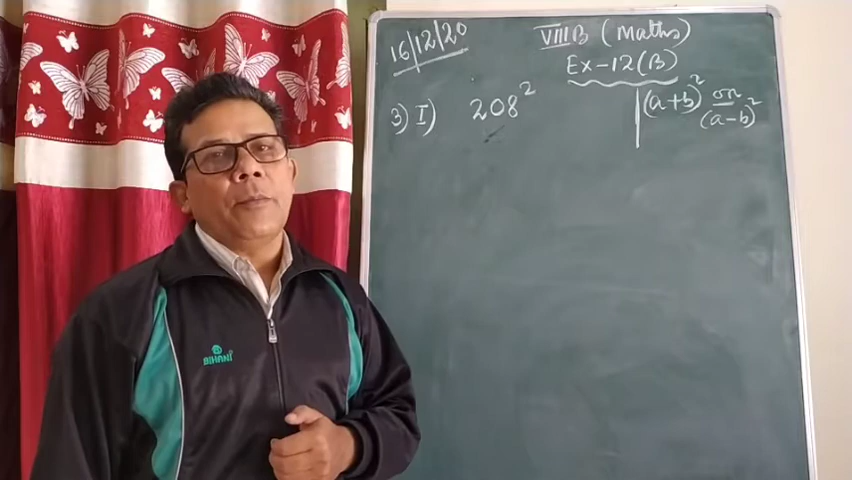 16/12/20
VIII B (Maths)
Ex-12(B)
3) I) 208²
(a+b)² or
(a-b)²
BIHANI